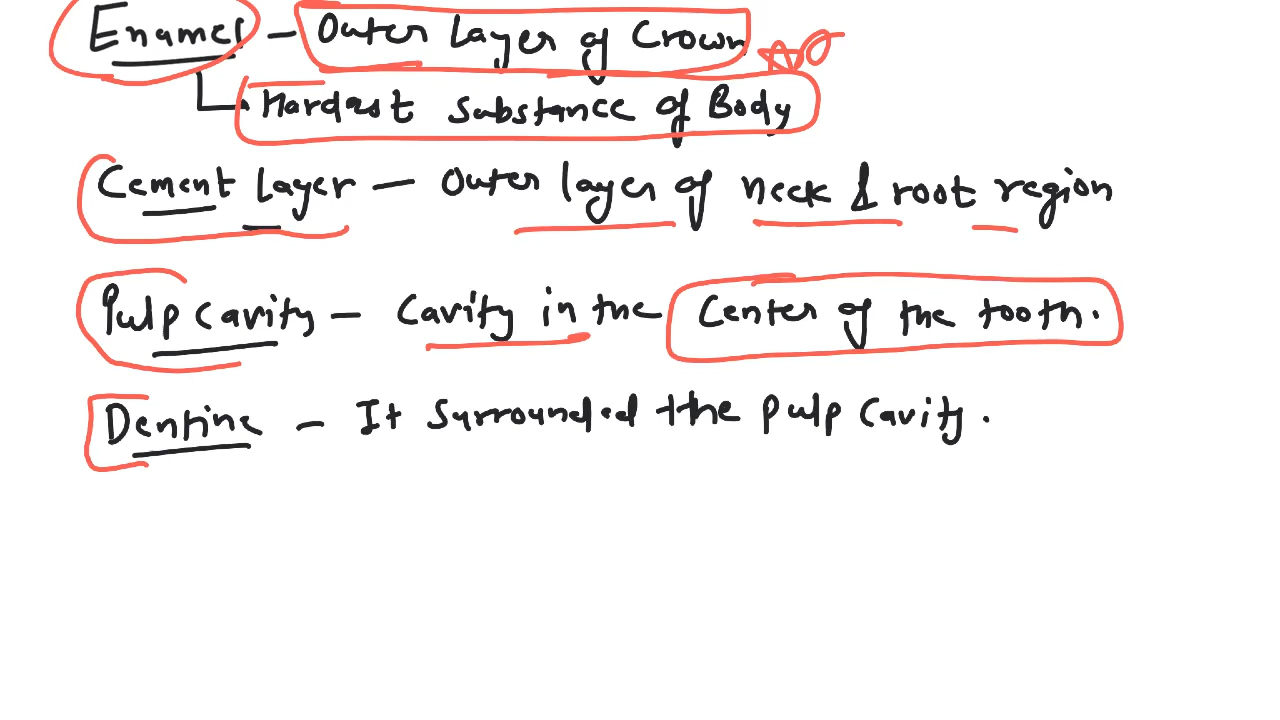 Enamel – Outer Layer of Crown
Hardest Substance of Body
Cement Layer – Outer layer of neck & root region
Pulp cavity – Cavity in the Center of the tooth.
Dentine – It surrounded the pulp cavity.